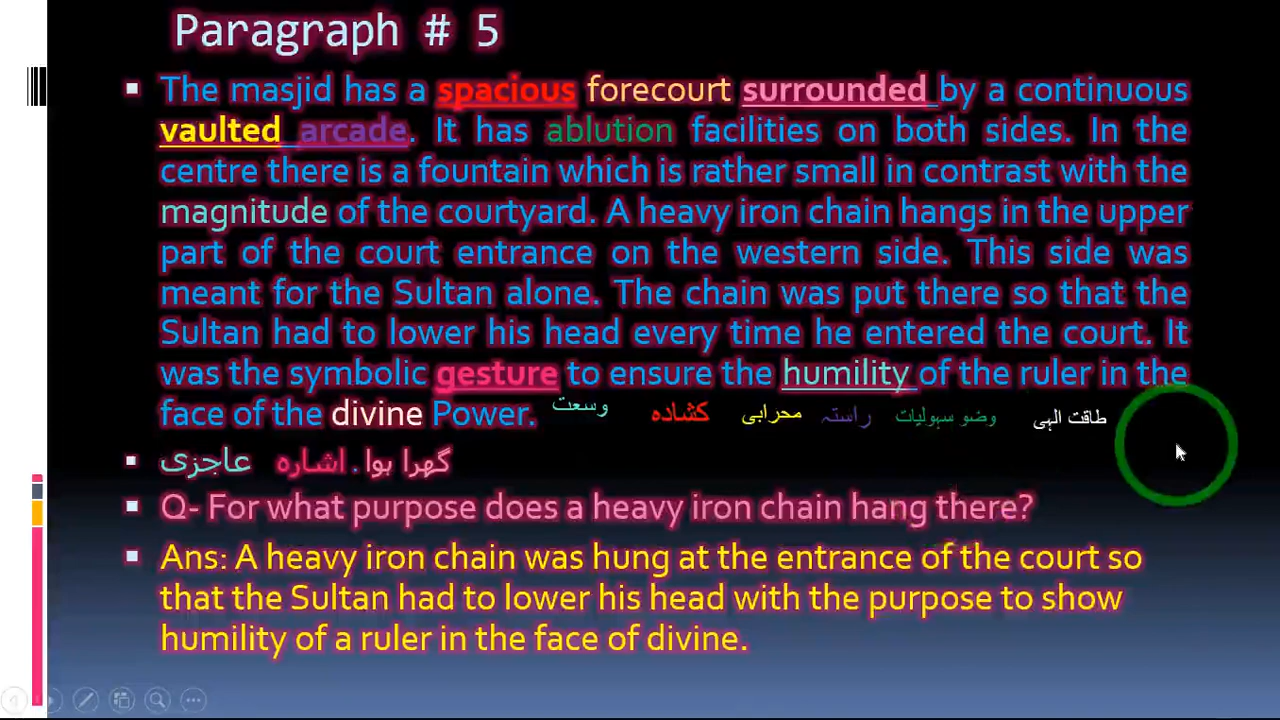 Paragraph # 5
The masjid has a spacious forecourt surrounded by a continuous
vaulted arcade. It has ablution facilities on both sides. In the
centre there is a fountain which is rather small in contrast with the
magnitude of the courtyard. A heavy iron chain hangs in the upper
part of the court entrance on the western side. This side was
meant for the Sultan alone. The chain was put there so that the
Sultan had to lower his head every time he entered the court. It
was the symbolic gesture to ensure the humility of the ruler in the
face of the divine Power. وسعت کشادہ محرابی راستہ وضو سہولیات طاقت الہی
عاجزی اشارہ . گھرا ہوا
Q- For what purpose does a heavy iron chain hang there?
Ans: A heavy iron chain was hung at the entrance of the court so
that the Sultan had to lower his head with the purpose to show
humility of a ruler in the face of divine.